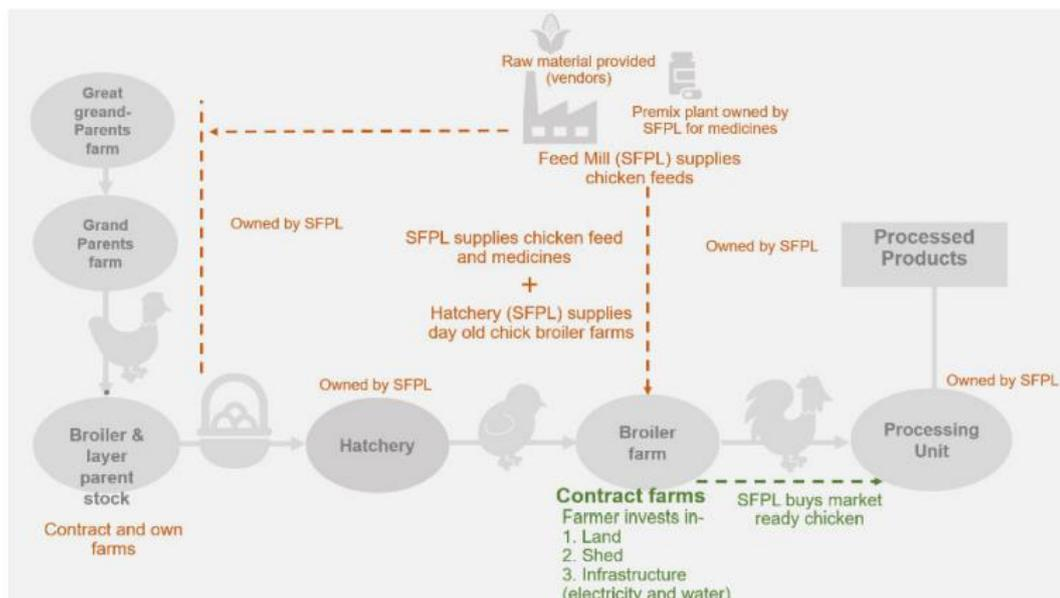 Great
greand-
Parents
farm
Grand
Parents
farm
Broiler &
layer
parent
stock
Contract and own
farms
Owned by SFPL
Raw material provided
(vendors)
Premix plant owned by
SFPL for medicines
Feed Mill (SFPL) supplies
chicken feeds
SFPL supplies chicken feed
and medicines
+
Hatchery (SFPL) supplies
day old chick broiler farms
Owned by SFPL
Hatchery
Broiler
farm
Contract farms
Farmer invests in-
1. Land
2. Shed
3. Infrastructure
(electricity and water)
SFPL buys market
ready chicken
Owned by SFPL
Processed
Products
Owned by SFPL
Processing
Unit